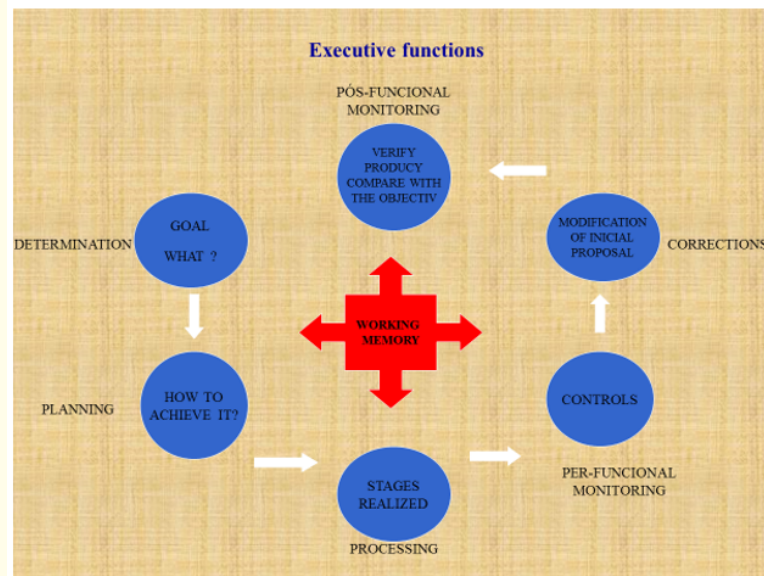 Executive functions
PÓS-FUNCIONAL
MONITORING
VERIFY
PRODUCY
COMPARE WITH
THE OBJECTIV
GOAL
WHAT ?
DETERMINATION
MODIFICATION
OF INICIAL
PROPOSAL
CORRECTIONS
WORKING
MEMORY
HOW TO
ACHIEVE IT?
PLANNING
CONTROLS
PER-FUNCIONAL
MONITORING
STAGES
REALIZED
PROCESSING